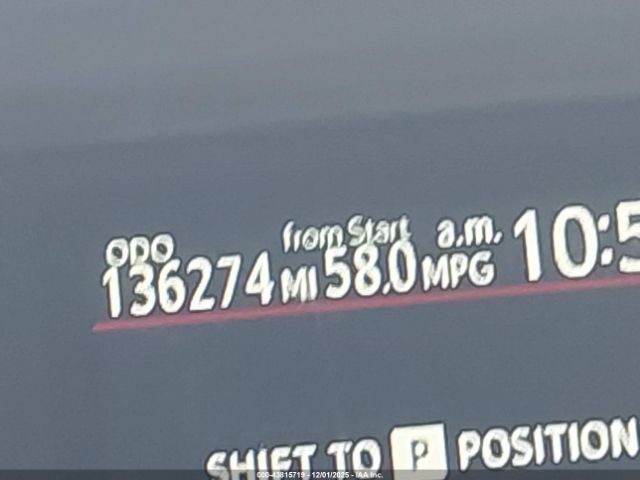 ODO from Start a.m. 10:5
136274 MI 58.0 MPG
SHIFT TO P POSITION
000-43815719 - 12/01/2025 - IAA Inc.